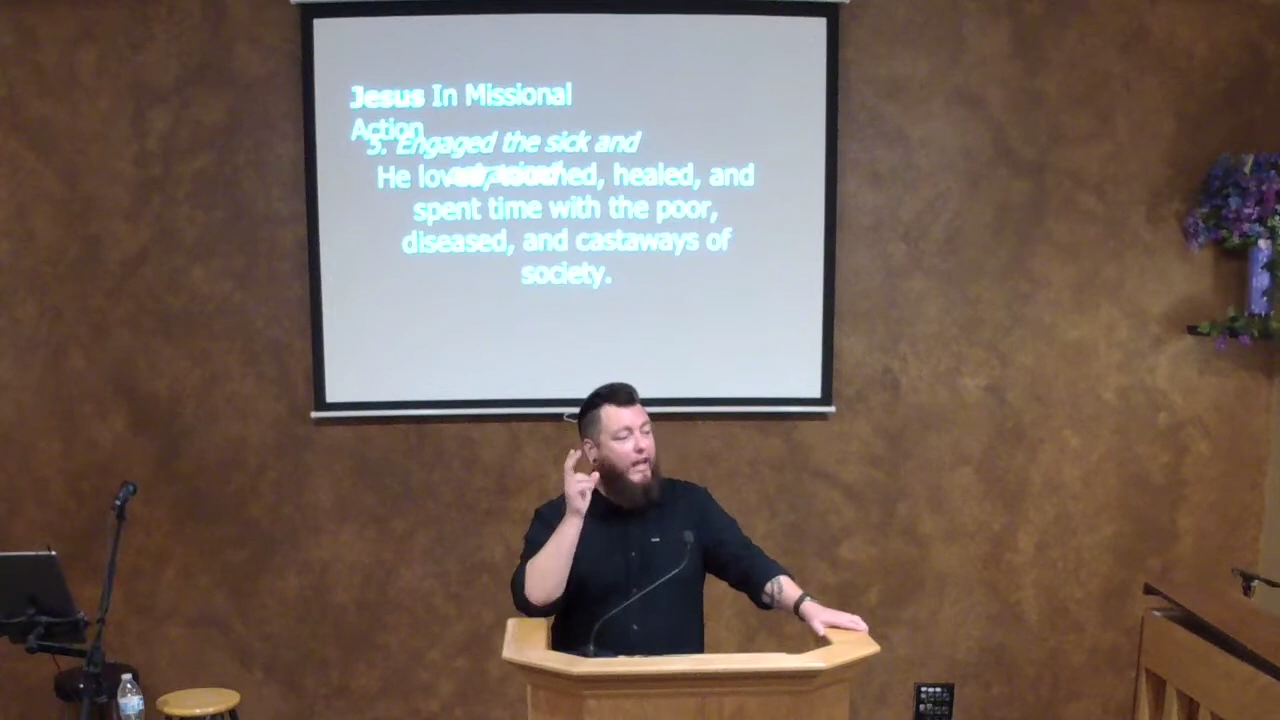 Jesus In Missional
Action
5. Engaged the sick and
He loved, touched, healed, and
spent time with the poor,
diseased, and castaways of
society.